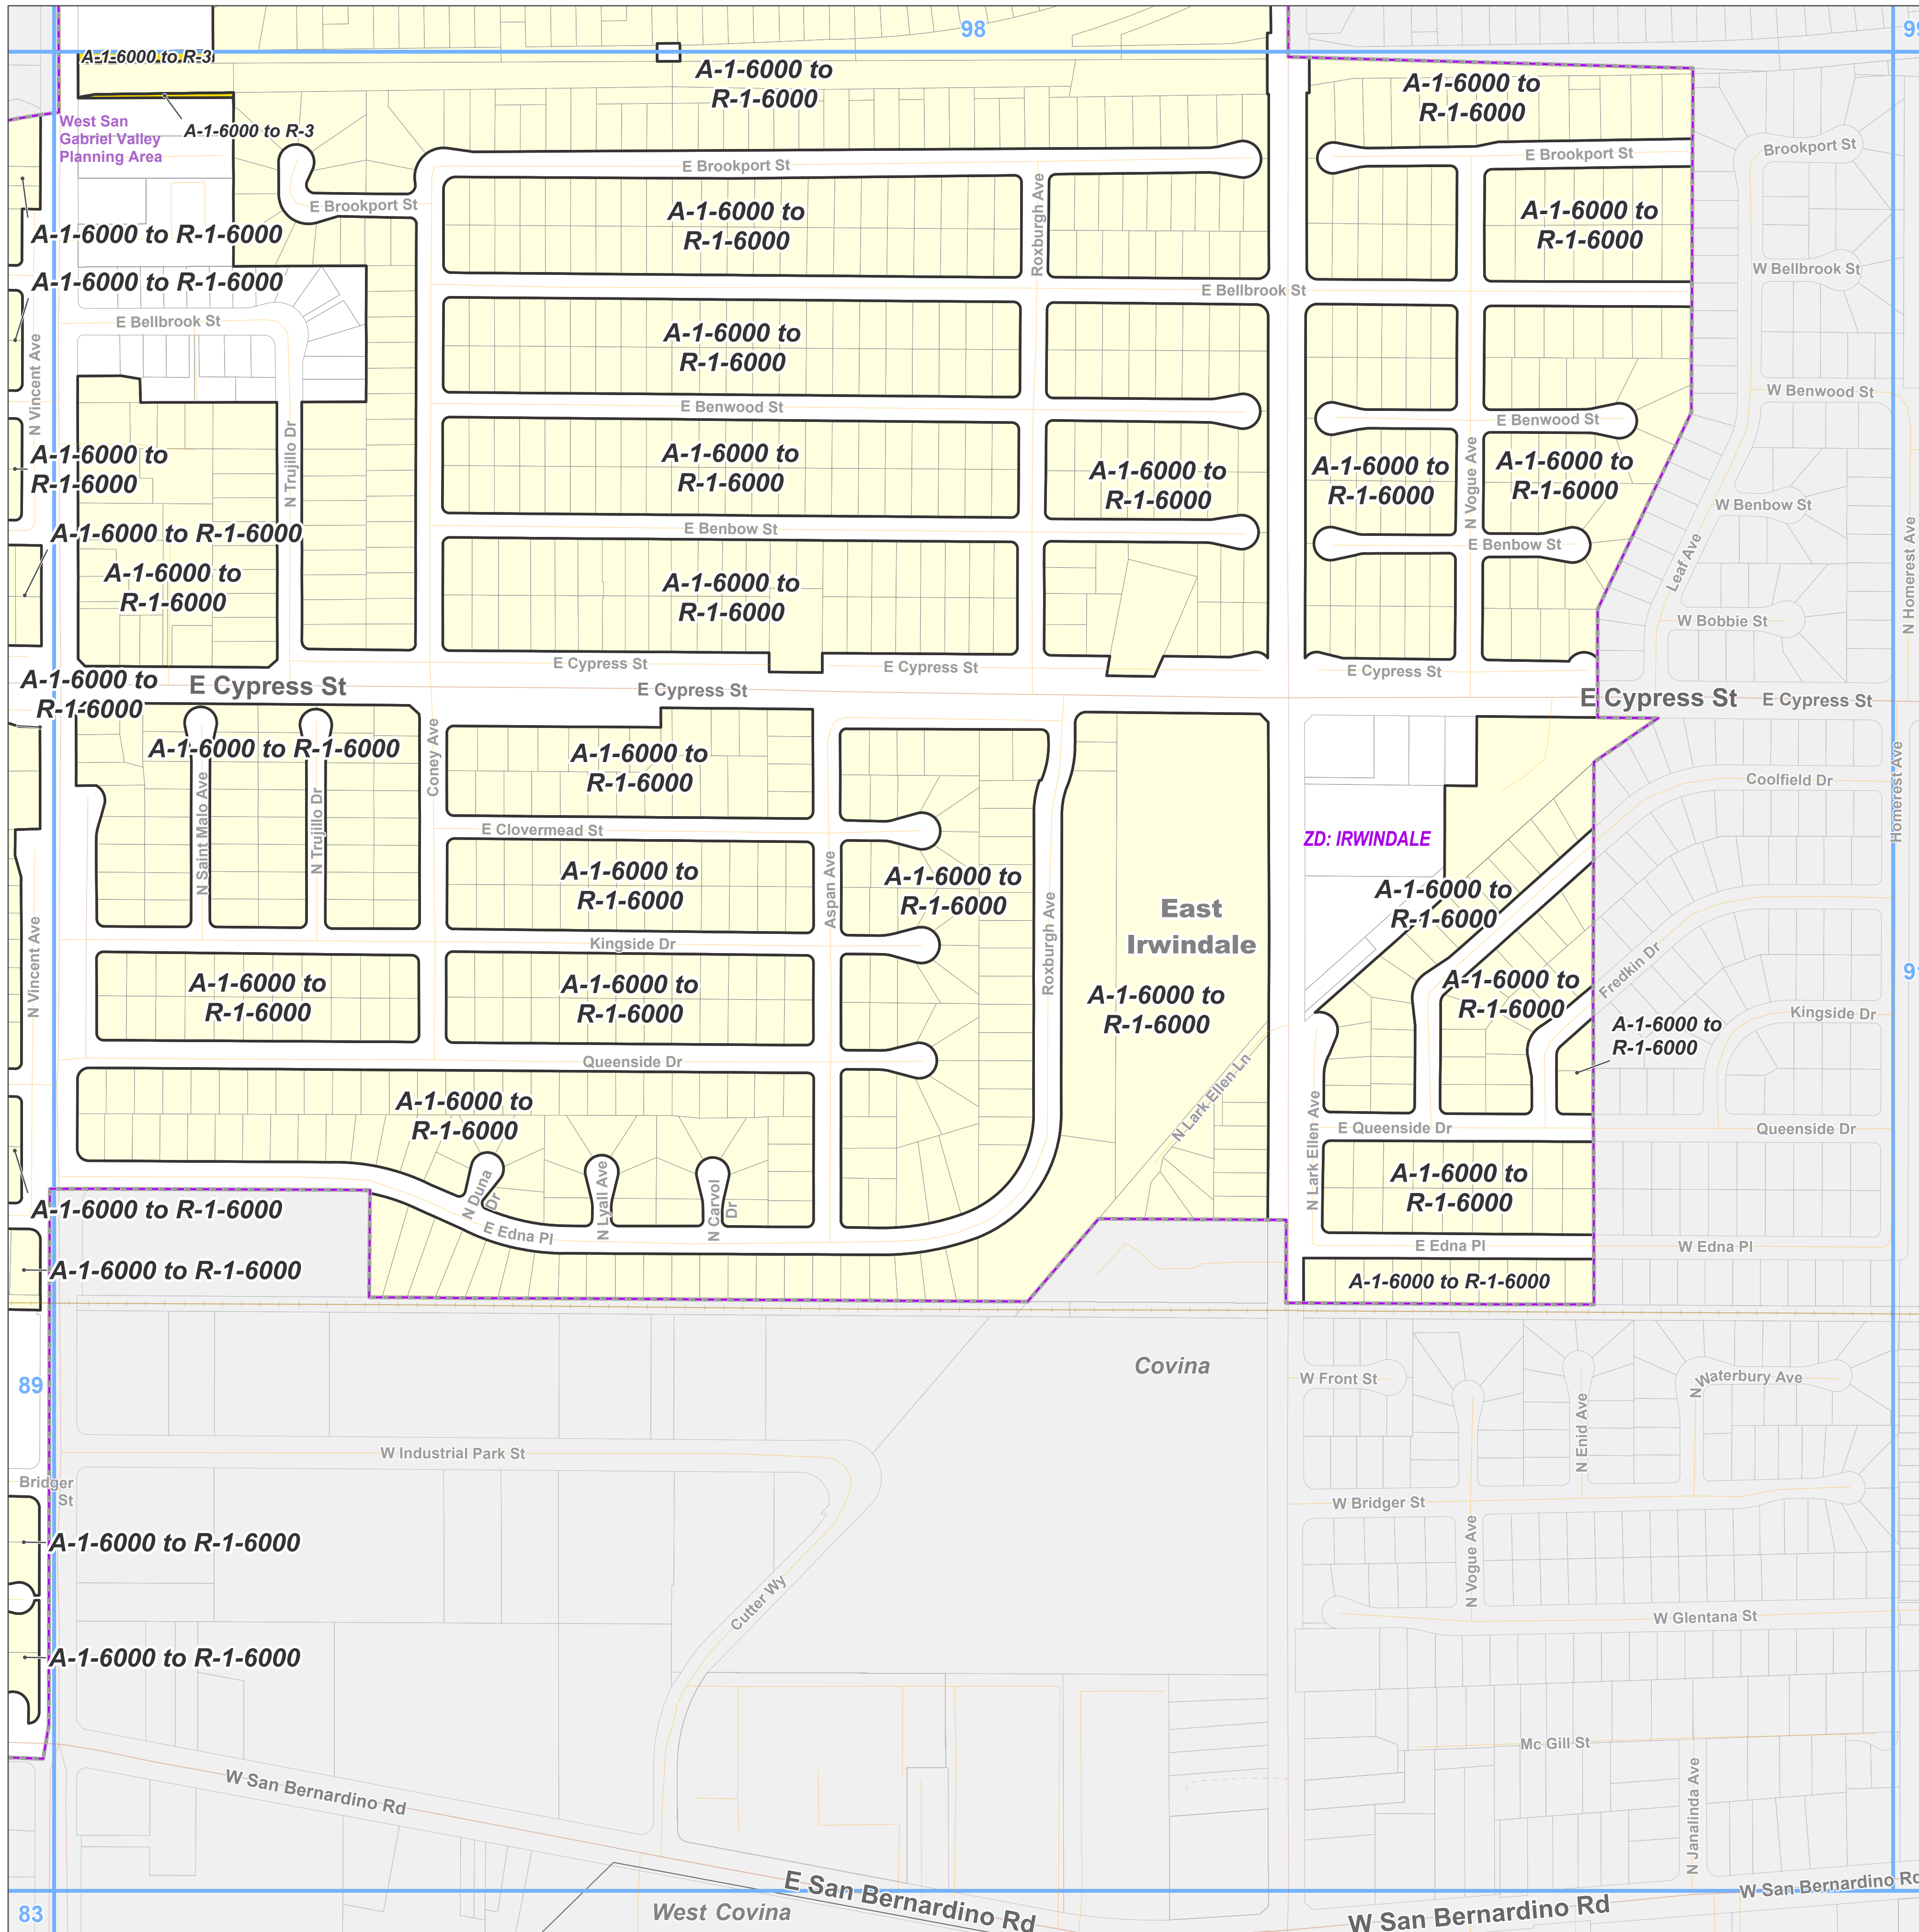 98
99
A-1-6000 to R-3
A-1-6000 to
R-1-6000
A-1-6000 to
R-1-6000
A-1-6000 to R-3
West San
Gabriel Valley
Planning Area
E Brookport St
E Brookport St
Brookport St
E Brookport St
Roxburgh Ave
A-1-6000 to
R-1-6000
A-1-6000 to
R-1-6000
A-1-6000 to R-1-6000
A-1-6000 to R-1-6000
W Bellbrook St
E Bellbrook St
E Bellbrook St
N Vincent Ave
A-1-6000 to
R-1-6000
E Benwood St
E Benwood St
W Benwood St
N Trujillo Dr
A-1-6000 to
R-1-6000
A-1-6000 to
R-1-6000
A-1-6000 to
R-1-6000
A-1-6000 to
R-1-6000
N Vogue Ave
A-1-6000 to
R-1-6000
W Benbow St
E Benbow St
E Benbow St
A-1-6000 to R-1-6000
A-1-6000 to
R-1-6000
A-1-6000 to
R-1-6000
Leaf Ave
N Homerest Ave
W Bobbie St
E Cypress St
E Cypress St
E Cypress St
A-1-6000 to
R-1-6000
E Cypress St
E Cypress St
E Cypress St
E Cypress St
A-1-6000 to R-1-6000
Coney Ave
A-1-6000 to
R-1-6000
Coolfield Dr
Homerest Ave
N Saint Malo Ave
N Trujillo Dr
E Clovermead St
ZD: IRWINDALE
A-1-6000 to
R-1-6000
Aspan Ave
A-1-6000 to
R-1-6000
A-1-6000 to
R-1-6000
East
Irwindale
Kingside Dr
Roxburgh Ave
N Vincent Ave
A-1-6000 to
R-1-6000
A-1-6000 to
R-1-6000
A-1-6000 to
R-1-6000
A-1-6000 to
R-1-6000
Fredkin Dr
Kingside Dr
A-1-6000 to
R-1-6000
Queenside Dr
N Lark Ellen Ln
N Lark Ellen Ave
A-1-6000 to
R-1-6000
E Queenside Dr
Queenside Dr
A-1-6000 to
R-1-6000
N Duna
Dr
N Lyall Ave
N Carvol
Dr
A-1-6000 to R-1-6000
E Edna Pl
E Edna Pl
W Edna Pl
A-1-6000 to R-1-6000
A-1-6000 to R-1-6000
Covina
89
W Front St
N Waterbury Ave
N Enid Ave
W Industrial Park St
Bridger
St
W Bridger St
A-1-6000 to R-1-6000
N Vogue Ave
Cutter Wy
W Glentana St
A-1-6000 to R-1-6000
Mc Gill St
N Janalinda Ave
W San Bernardino Rd
E San Bernardino Rd
W San Bernardino Rd
W San Bernardino Rd
West Covina
83